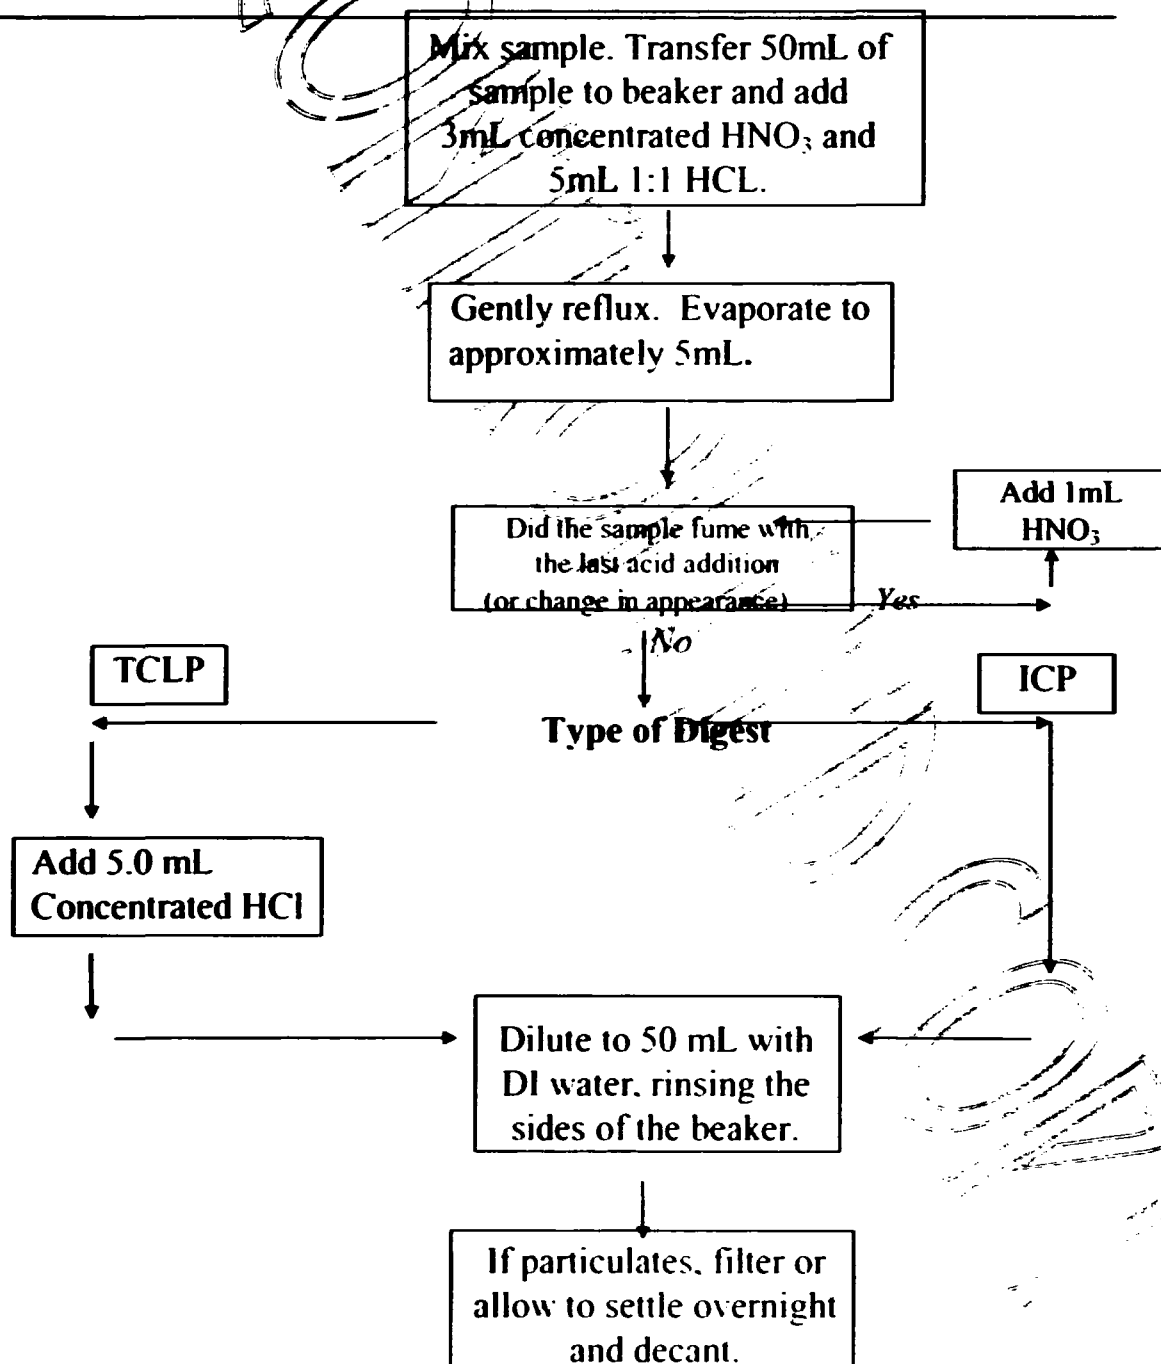 Mix sample. Transfer 50mL of
sample to beaker and add
3mL concentrated HNO₃ and
5mL 1:1 HCL.
Gently reflux. Evaporate to
approximately 5mL.
Add 1mL
HNO₃
Did the sample fume with
the last acid addition
(or change in appearance)
Yes
No
TCLP
ICP
Type of Digest
Add 5.0 mL
Concentrated HCl
Dilute to 50 mL with
DI water, rinsing the
sides of the beaker.
If particulates, filter or
allow to settle overnight
and decant.